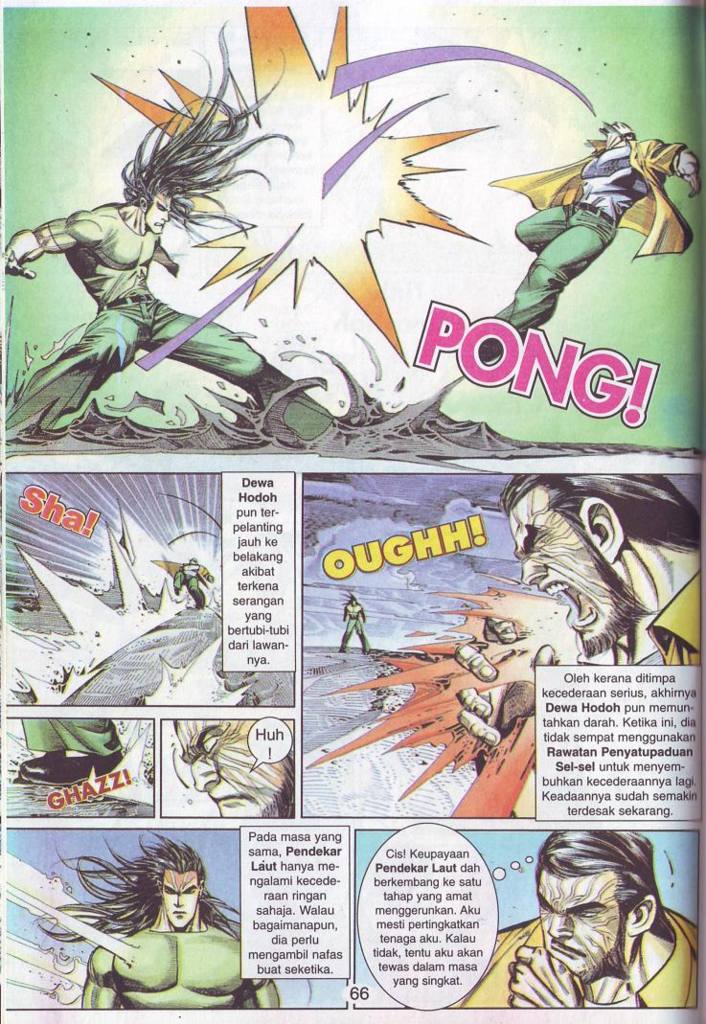 PONG!
Sha!
Dewa
Hodoh
pun ter-
pelanting
jauh ke
belakang
akibat
terkena
serangan
yang
bertubi-tubi
dari lawan-
nya.
OUGHH!
Oleh kerana ditimpa
kecederaan serius, akhirnya
Dewa Hodoh pun memun-
tahkan darah. Ketika ini, dia
tidak sempat menggunakan
Rawatan Penyatupaduan
Sel-sel untuk menyem-
buhkan kecederaannya lagi.
Keadaannya sudah semakin
terdesak sekarang.
GHAZZ!
Huh
!
Pada masa yang
sama, Pendekar
Laut hanya me-
ngalami kecede-
raan ringan
sahaja. Walau
bagaimanapun,
dia perlu
mengambil nafas
buat seketika.
Cis! Keupayaan
Pendekar Laut dah
berkembang ke satu
tahap yang amat
menggerunkan. Aku
mesti pertingkatkan
tenaga aku. Kalau
tidak, tentu aku akan
tewas dalam masa
yang singkat.
66